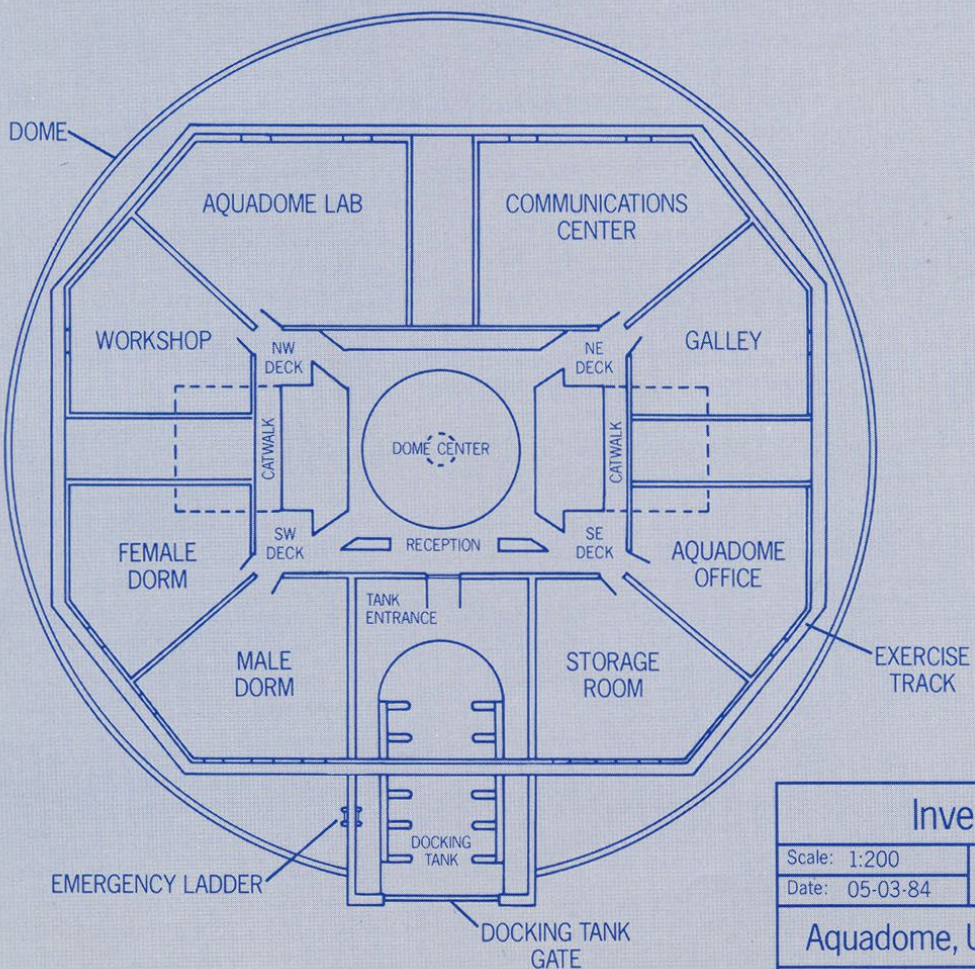 DOME
AQUADOME LAB
COMMUNICATIONS
CENTER
WORKSHOP
NW
DECK
NE
DECK
GALLEY
CATWALK
DOME CENTER
CATWALK
FEMALE
DORM
SW
DECK
RECEPTION
SE
DECK
AQUADOME
OFFICE
TANK
ENTRANCE
MALE
DORM
STORAGE
ROOM
EXERCISE
TRACK
DOCKING
TANK
EMERGENCY LADDER
DOCKING TANK
GATE
Scale: 1:200
Date: 05-03-84
Aquadome,